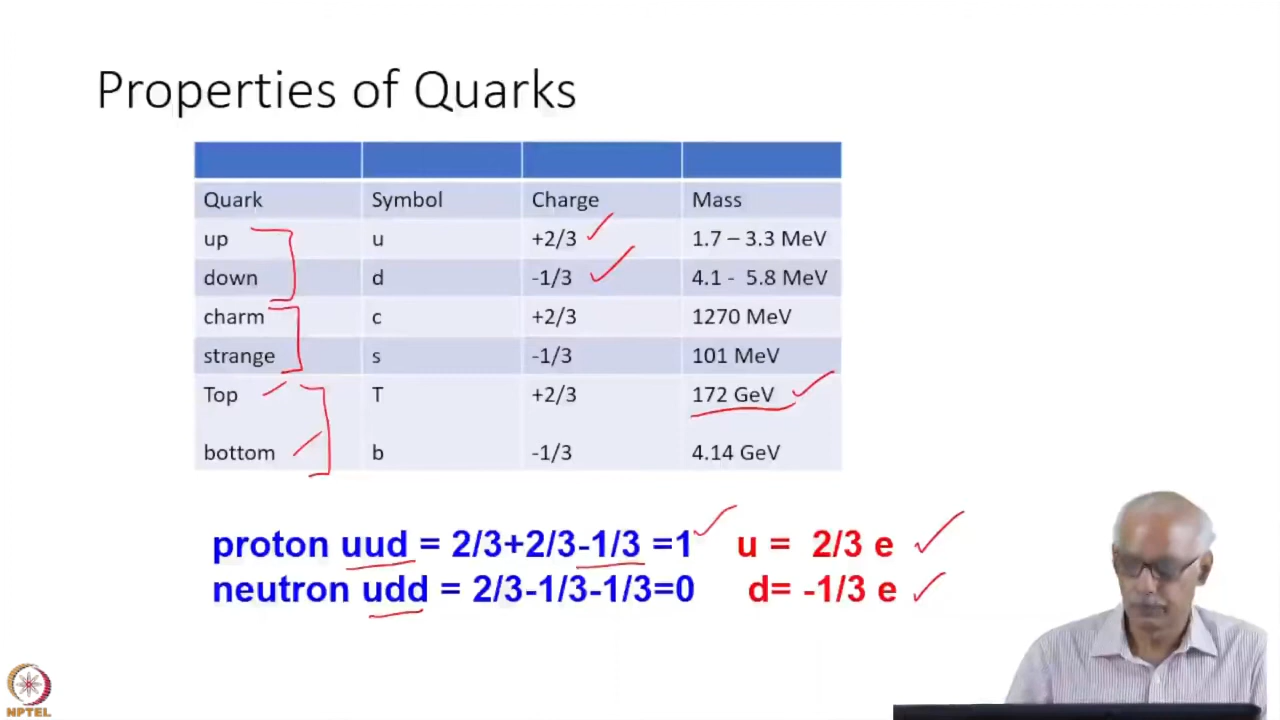 Properties of Quarks
Quark Symbol Charge Mass
up u +2/3 1.7 – 3.3 MeV
down d -1/3 4.1 - 5.8 MeV
charm c +2/3 1270 MeV
strange s -1/3 101 MeV
Top T +2/3 172 GeV
bottom b -1/3 4.14 GeV
proton uud = 2/3+2/3-1/3 =1 u = 2/3 e
neutron udd = 2/3-1/3-1/3=0 d= -1/3 e
NPTEL